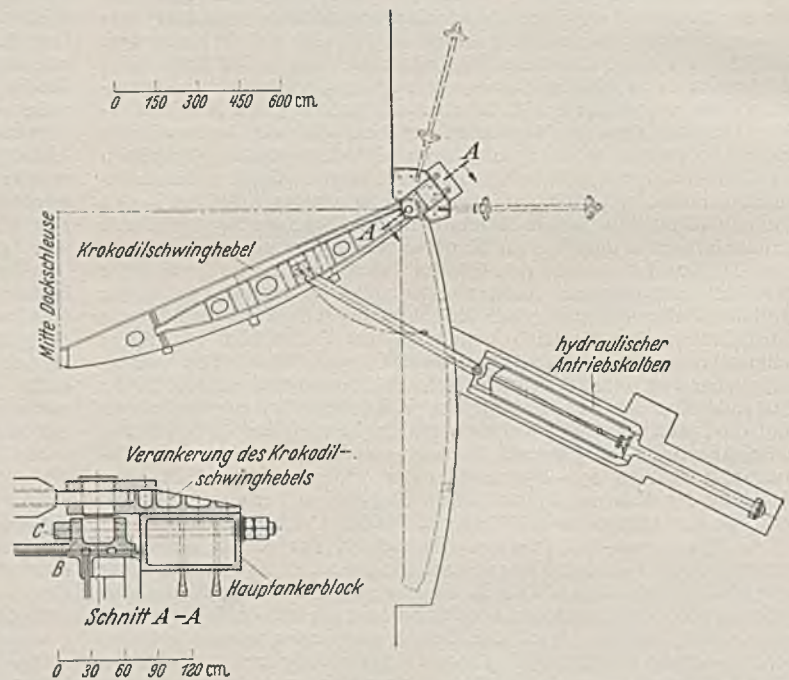 0 150 300 450 600 cm
A
A
Krokodilschwinghebel
Mitte Dockschleuse
hydraulischer
Antriebskolben
Verankerung des Krokodil-
schwinghebels
C
B
Hauptankerblock
Schnitt A-A
0 30 60 90 120 cm